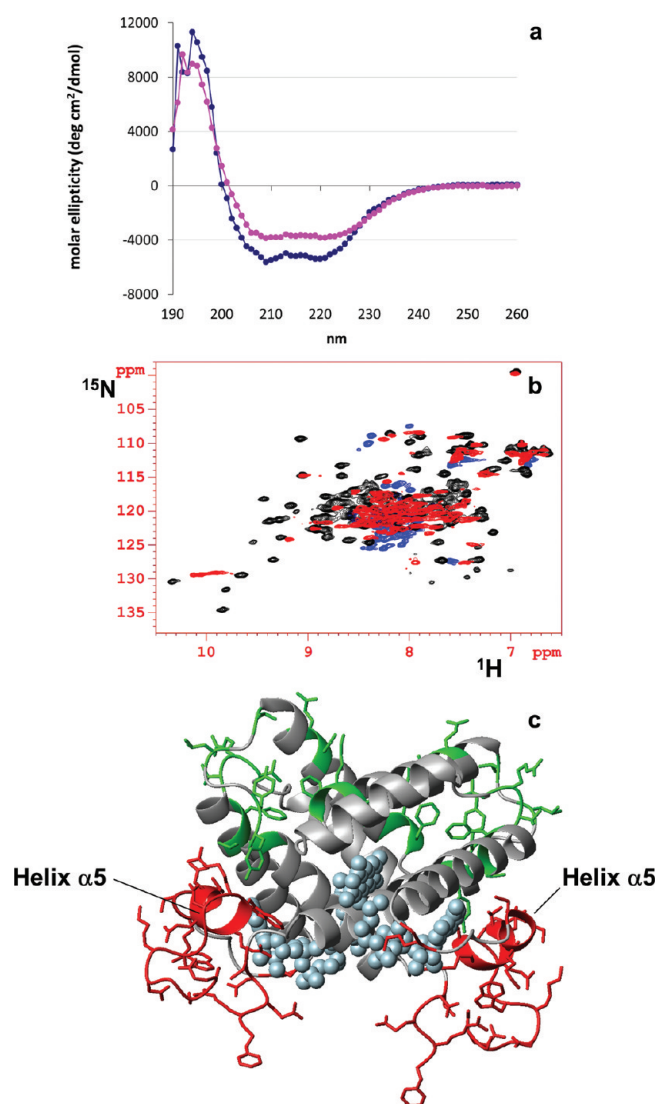 a
molar ellipticity (deg cm²/dmol)
12000
8000
4000
0
-4000
-8000
190 200 210 220 230 240 250 260
nm
b
¹⁵N
ppm
105
110
115
120
125
130
135
10 9 8 7 ppm
¹H
c
Helix α5
Helix α5